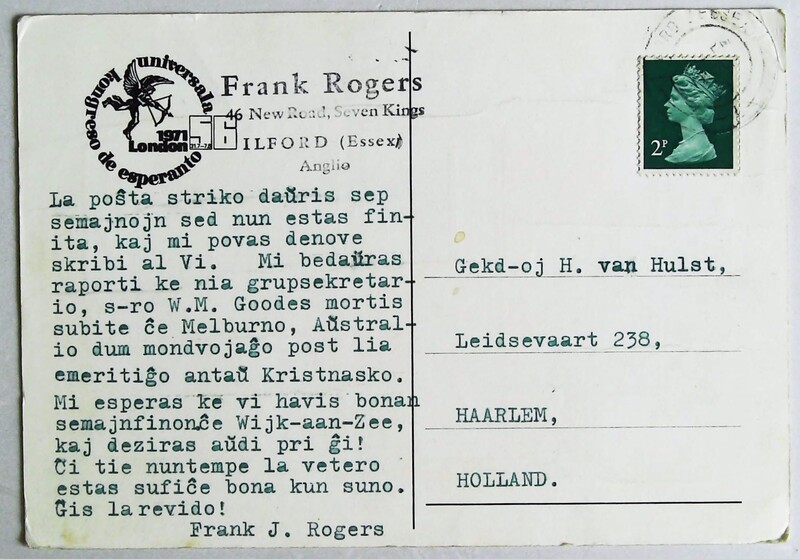 universala kongreso de esperanto
1971
London 56
31.7-7.8
Frank Rogers
46 New Road, Seven Kings
ILFORD (Essex)
Anglio
La poŝta striko daŭris sep
semajnojn sed nun estas fin-
ita, kaj mi povas denove
skribi al Vi. Mi bedaŭras
raporti ke nia grupsekretar-
io, s-ro W.M. Goodes mortis
subite ĉe Melburno, Aŭstral-
io dum mondvojaĝo post lia
emeritiĝo antaŭ Kristnasko.
Mi esperas ke vi havis bonan
semajnfinon ĉe Wijk-aan-Zee,
kaj deziras aŭdi pri ĝi!
Ĉi tie nuntempe la vetero
estas sufiĉe bona kun suno.
Ĝis la revido!
Frank J. Rogers
2P
Gekd-oj H. van Hulst,
Leidsevaart 238,
HAARLEM,
HOLLAND.